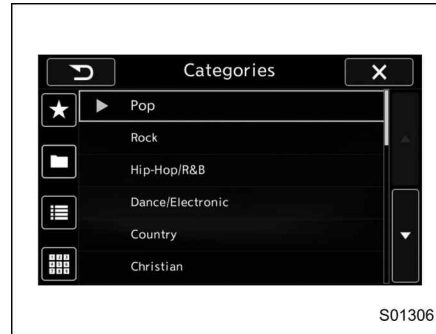 Categories
Pop
Rock
Hip-Hop/R&B
Dance/Electronic
Country
Christian
S01306